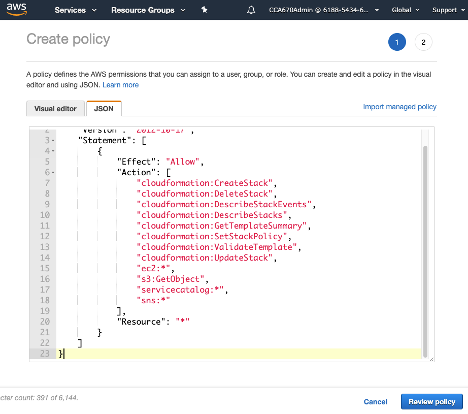 aws Services Resource Groups CCA670Admin @ 6188-5434-6... Global Support
Create policy
1 2
A policy defines the AWS permissions that you can assign to a user, group, or role. You can create and edit a policy in the visual
editor and using JSON. Learn more
Visual editor JSON Import managed policy
2 "Version": "2012-10-17",
3 "Statement": [
4 {
5 "Effect": "Allow",
6 "Action": [
7 "cloudformation:CreateStack",
8 "cloudformation:DeleteStack",
9 "cloudformation:DescribeStackEvents",
10 "cloudformation:DescribeStacks",
11 "cloudformation:GetTemplateSummary",
12 "cloudformation:SetStackPolicy",
13 "cloudformation:ValidateTemplate",
14 "cloudformation:UpdateStack",
15 "ec2:*",
16 "s3:GetObject",
17 "servicecatalog:*",
18 "sns:*"
19 ],
20 "Resource": "*"
21 }
22 ]
23 }
cter count: 391 of 6,144.
Cancel Review policy